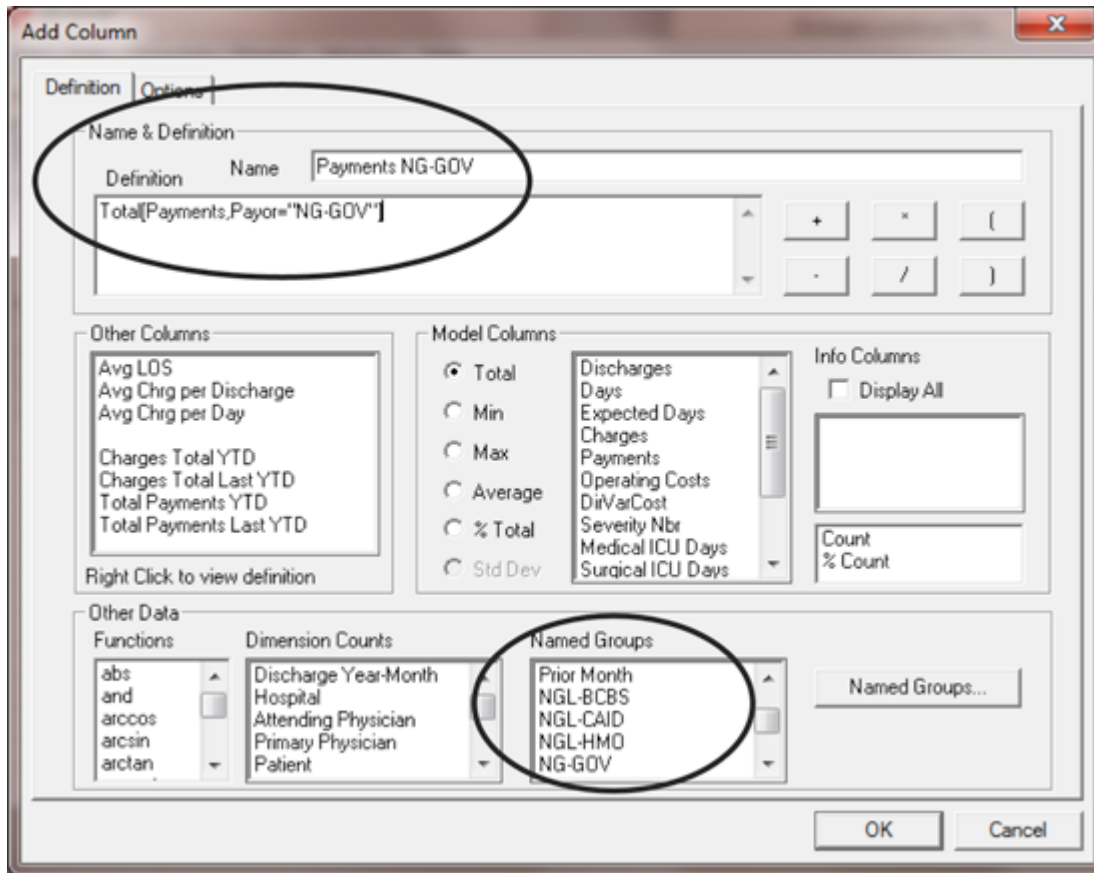 Add Column
Definition Options
Name & Definition
Definition Name Payments NG-GOV
Total[Payments,Payor="NG-GOV"]
+ * (
- / )
Other Columns
Avg LOS
Avg Chrg per Discharge
Avg Chrg per Day
Charges Total YTD
Charges Total Last YTD
Total Payments YTD
Total Payments Last YTD
Right Click to view definition
Model Columns
Total
Min
Max
Average
% Total
Std Dev
Discharges
Days
Expected Days
Charges
Payments
Operating Costs
DirVarCost
Severity Nbr
Medical ICU Days
Surgical ICU Days
Info Columns
Display All
Count
% Count
Other Data
Functions
abs
and
arccos
arcsin
arctan
Dimension Counts
Discharge Year-Month
Hospital
Attending Physician
Primary Physician
Patient
Named Groups
Prior Month
NGL-BCBS
NGL-CAID
NGL-HMO
NG-GOV
Named Groups...
OK Cancel